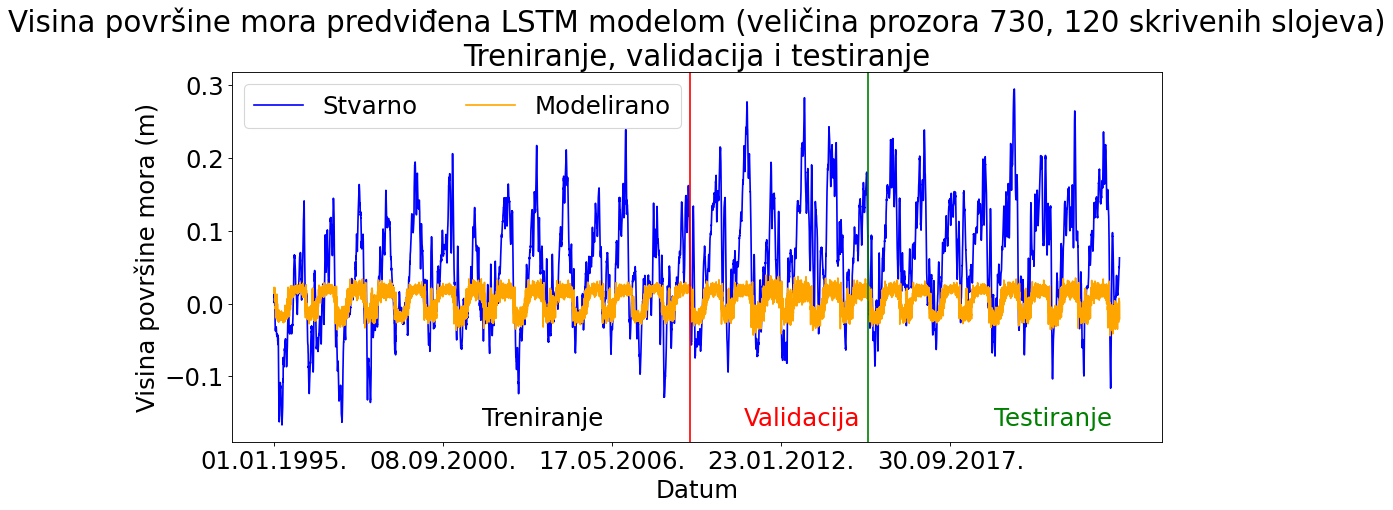 Visina površine mora predviđena LSTM modelom (veličina prozora 730, 120 skrivenih slojeva)
Treniranje, validacija i testiranje
Stvarno
Modelirano
Visina površine mora (m)
0.3
0.2
0.1
0.0
−0.1
Treniranje
Validacija
Testiranje
01.01.1995.
08.09.2000.
17.05.2006.
23.01.2012.
30.09.2017.
Datum